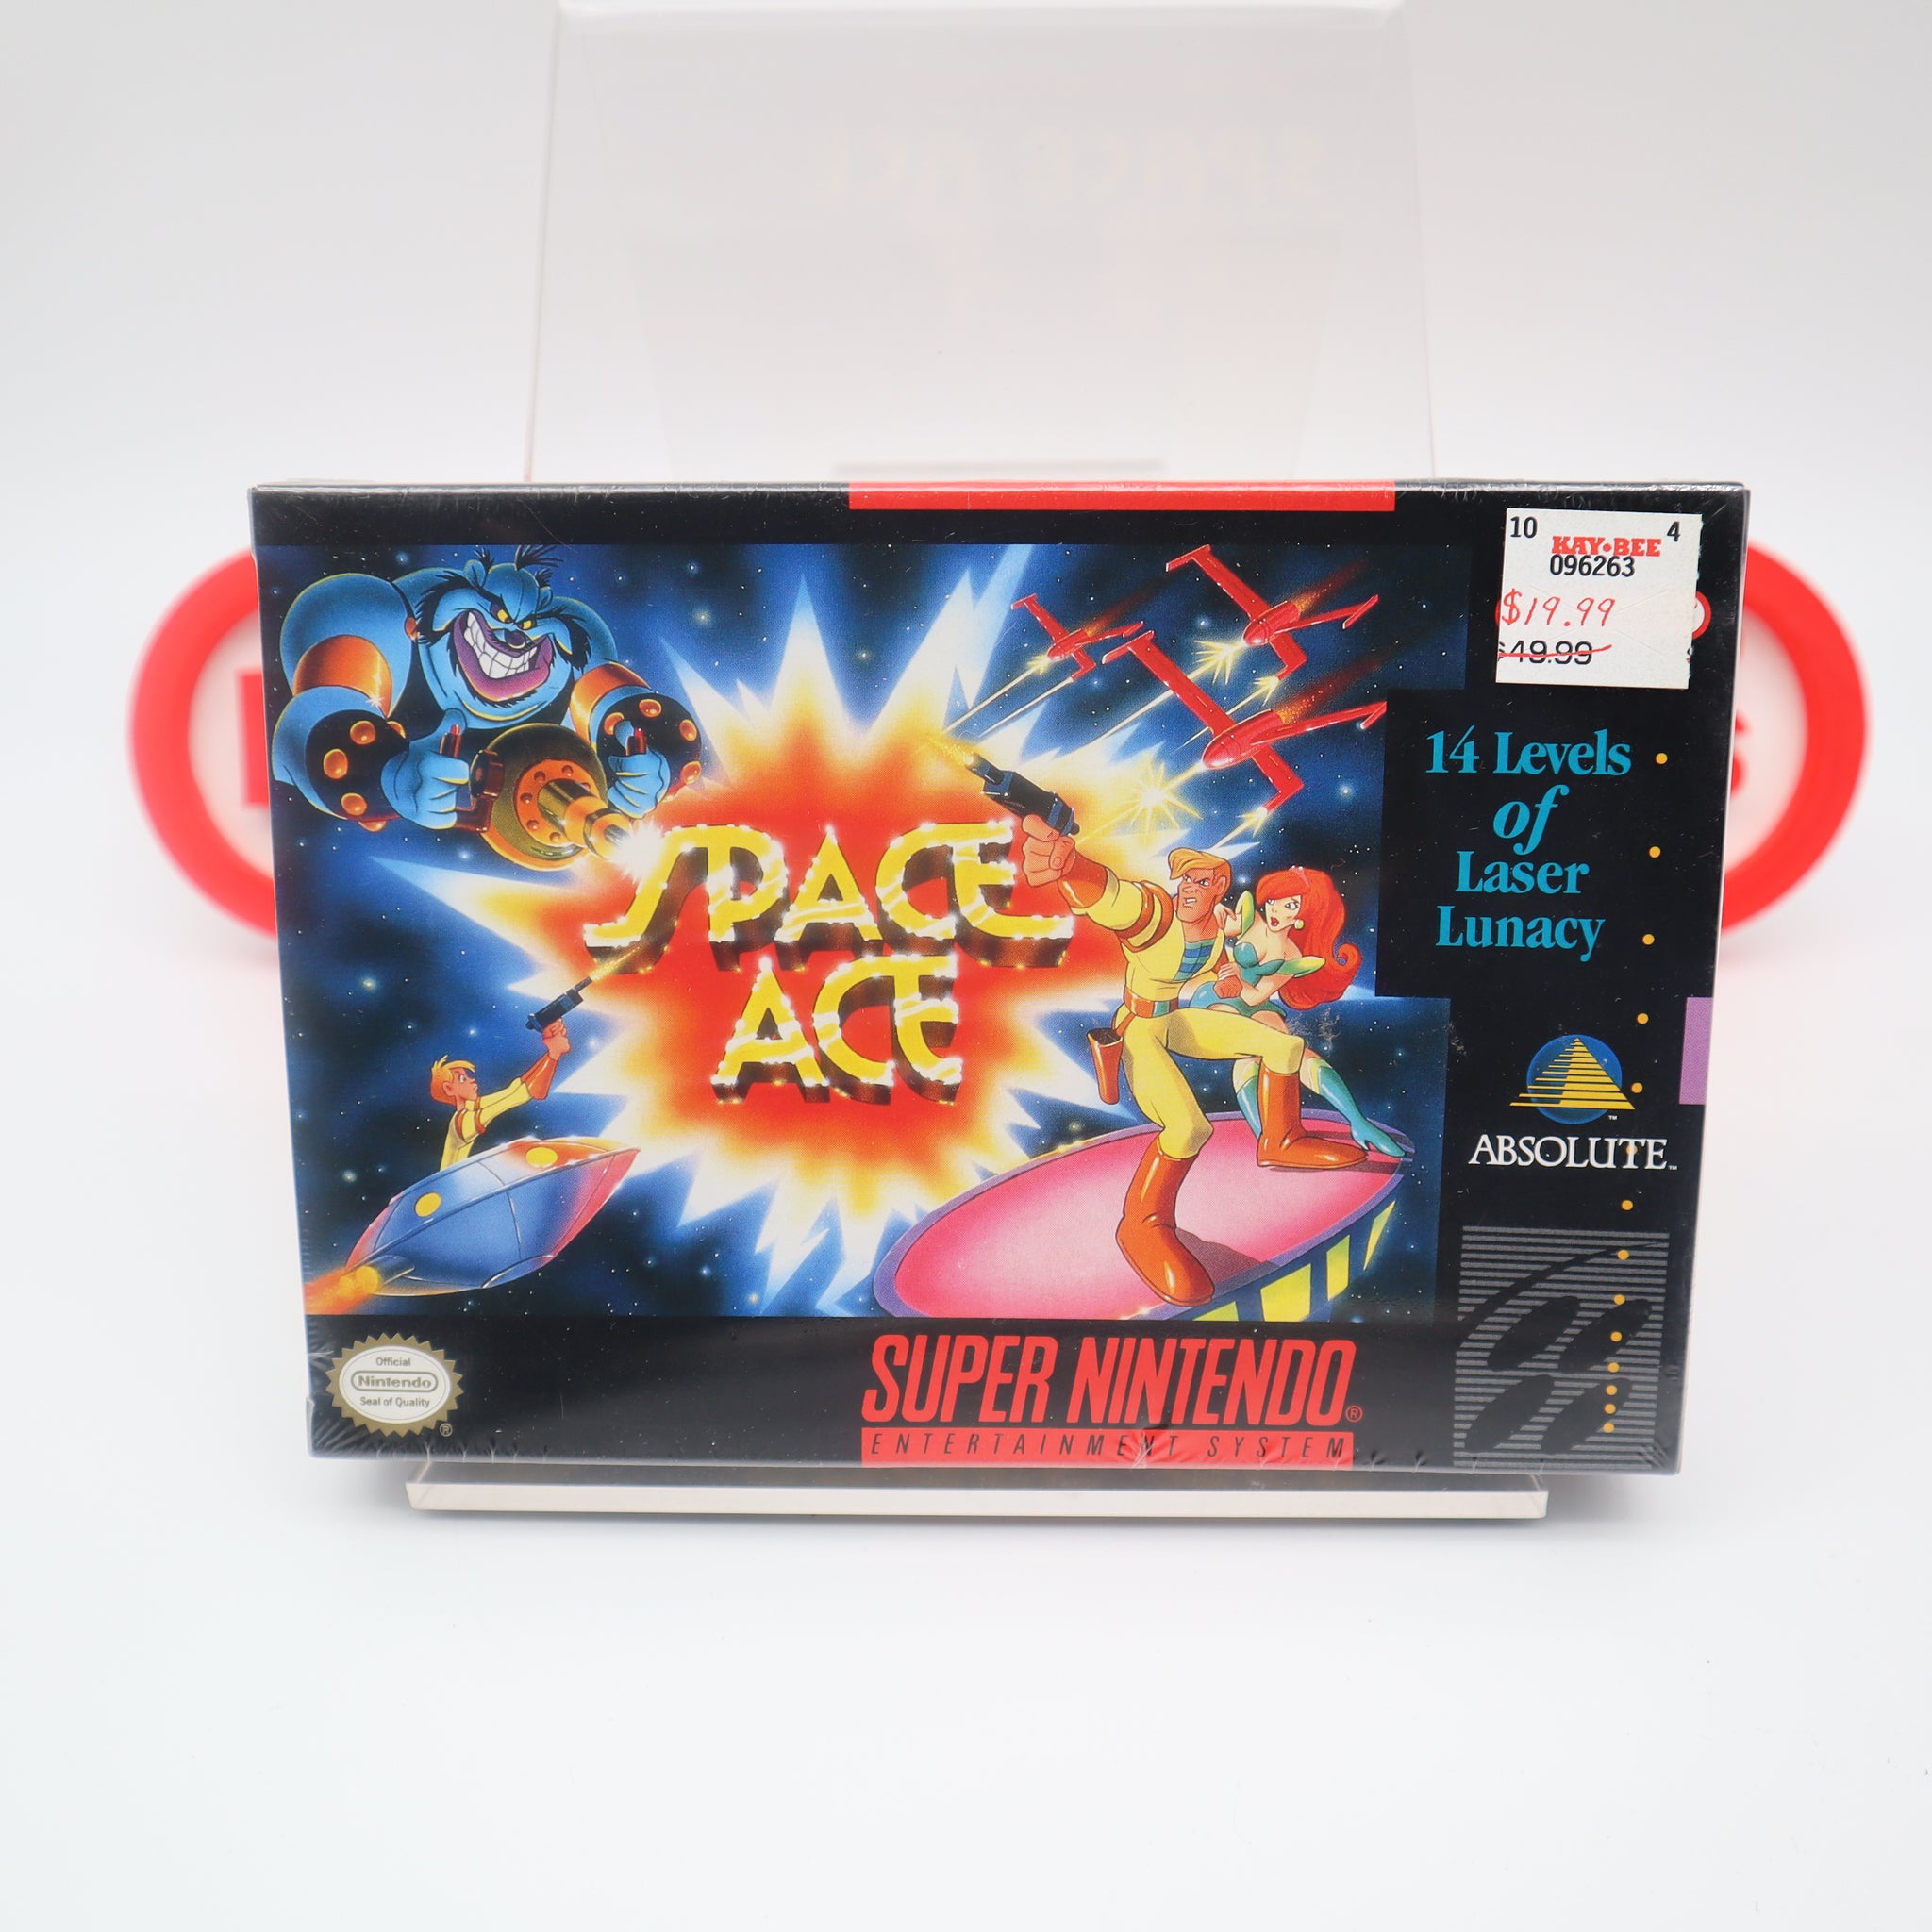 10 4
KAY•BEE
096263
$19.99
$49.99
14 Levels
of
Laser
Lunacy
SPACE
ACE
ABSOLUTE™
Official
Nintendo
Seal of Quality
®
SUPER NINTENDO®
ENTERTAINMENT SYSTEM